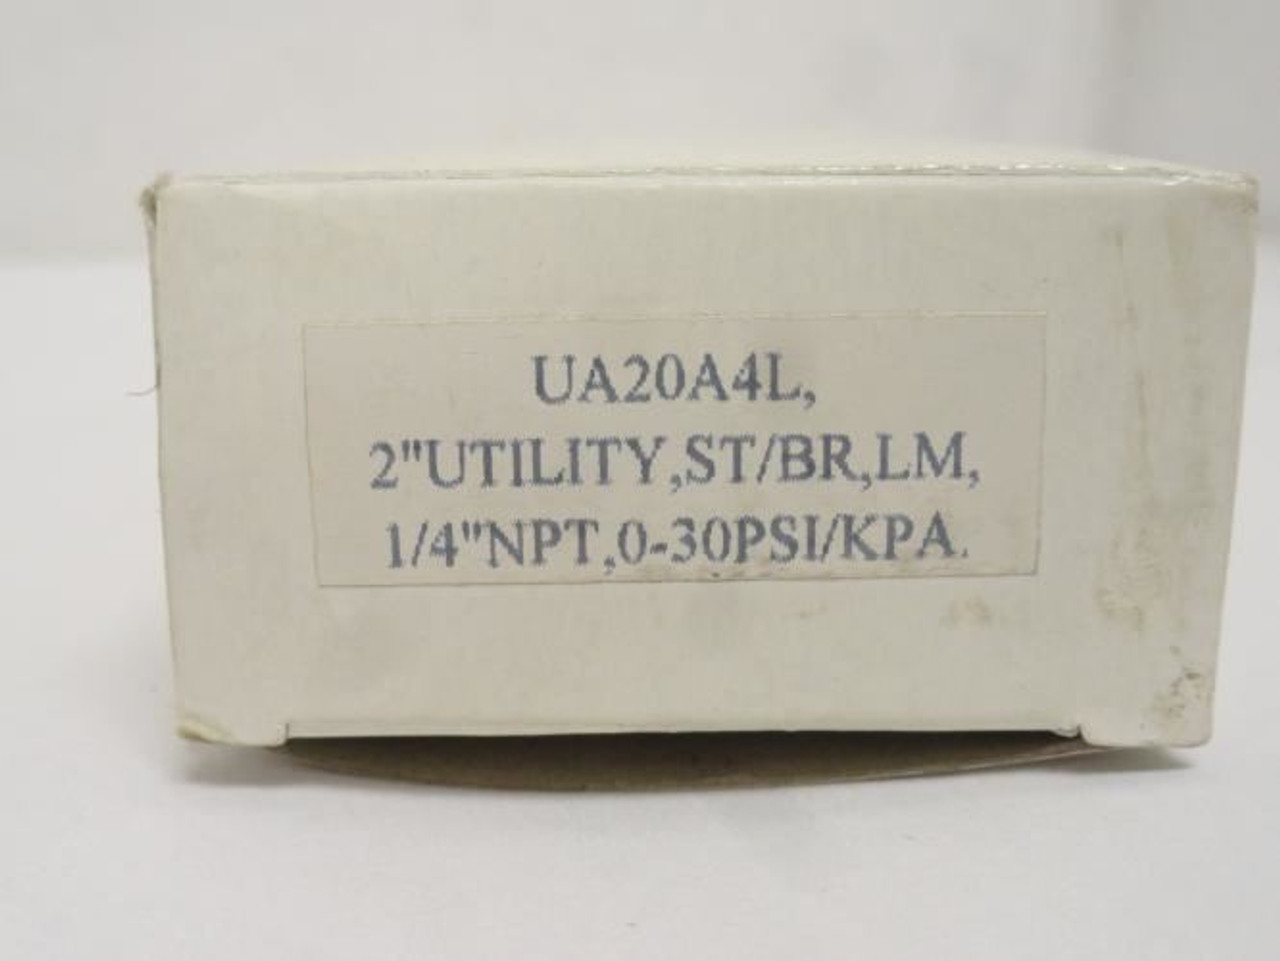 UA20A4L,
2"UTILITY,ST/BR,LM,
1/4"NPT,0-30PSI/KPA.